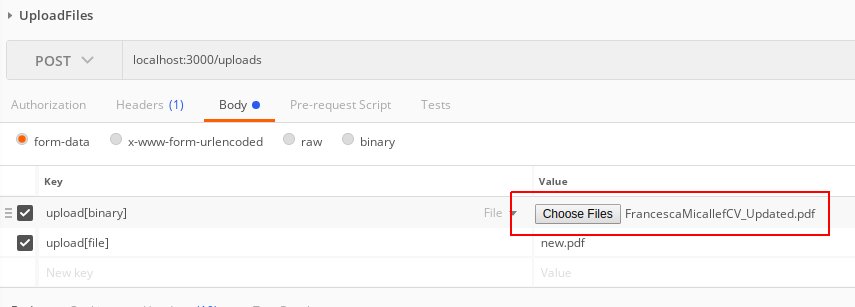 UploadFiles
POST localhost:3000/uploads
Authorization Headers (1) Body Pre-request Script Tests
form-data x-www-form-urlencoded raw binary
Key Value
upload[binary] File Choose Files FrancescaMicallefCV_Updated.pdf
upload[file] new.pdf
New key Value